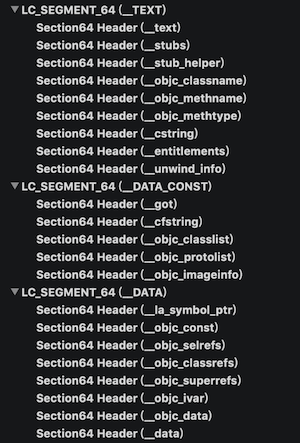 LC_SEGMENT_64 (__TEXT)
Section64 Header (__text)
Section64 Header (__stubs)
Section64 Header (__stub_helper)
Section64 Header (__objc_classname)
Section64 Header (__objc_methname)
Section64 Header (__objc_methtype)
Section64 Header (__cstring)
Section64 Header (__entitlements)
Section64 Header (__unwind_info)
LC_SEGMENT_64 (__DATA_CONST)
Section64 Header (__got)
Section64 Header (__cfstring)
Section64 Header (__objc_classlist)
Section64 Header (__objc_protolist)
Section64 Header (__objc_imageinfo)
LC_SEGMENT_64 (__DATA)
Section64 Header (__la_symbol_ptr)
Section64 Header (__objc_const)
Section64 Header (__objc_selrefs)
Section64 Header (__objc_classrefs)
Section64 Header (__objc_superrefs)
Section64 Header (__objc_ivar)
Section64 Header (__objc_data)
Section64 Header (__data)